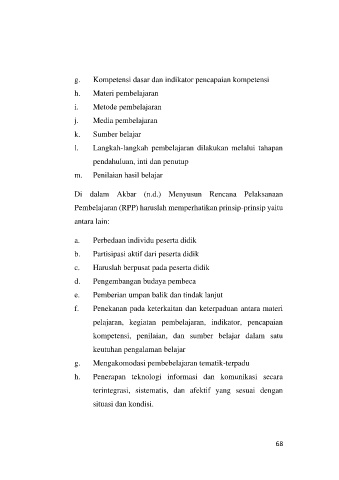 g. Kompetensi dasar dan indikator pencapaian kompetensi
h. Materi pembelajaran
i. Metode pembelajaran
j. Media pembelajaran
k. Sumber belajar
l. Langkah-langkah pembelajaran dilakukan melalui tahapan
pendahuluan, inti dan penutup
m. Penilaian hasil belajar
Di dalam Akbar (n.d.) Menyusun Rencana Pelaksanaan
Pembelajaran (RPP) haruslah memperhatikan prinsip-prinsip yaitu
antara lain:
a. Perbedaan individu peserta didik
b. Partisipasi aktif dari peserta didik
c. Haruslah berpusat pada peserta didik
d. Pengembangan budaya pembeca
e. Pemberian umpan balik dan tindak lanjut
f. Penekanan pada keterkaitan dan keterpaduan antara materi
pelajaran, kegiatan pembelajaran, indikator, pencapaian
kompetensi, penilaian, dan sumber belajar dalam satu
keutuhan pengalaman belajar
g. Mengakomodasi pembebelajaran tematik-terpadu
h. Penerapan teknologi informasi dan komunikasi secara
terintegrasi, sistematis, dan afektif yang sesuai dengan
situasi dan kondisi.
68